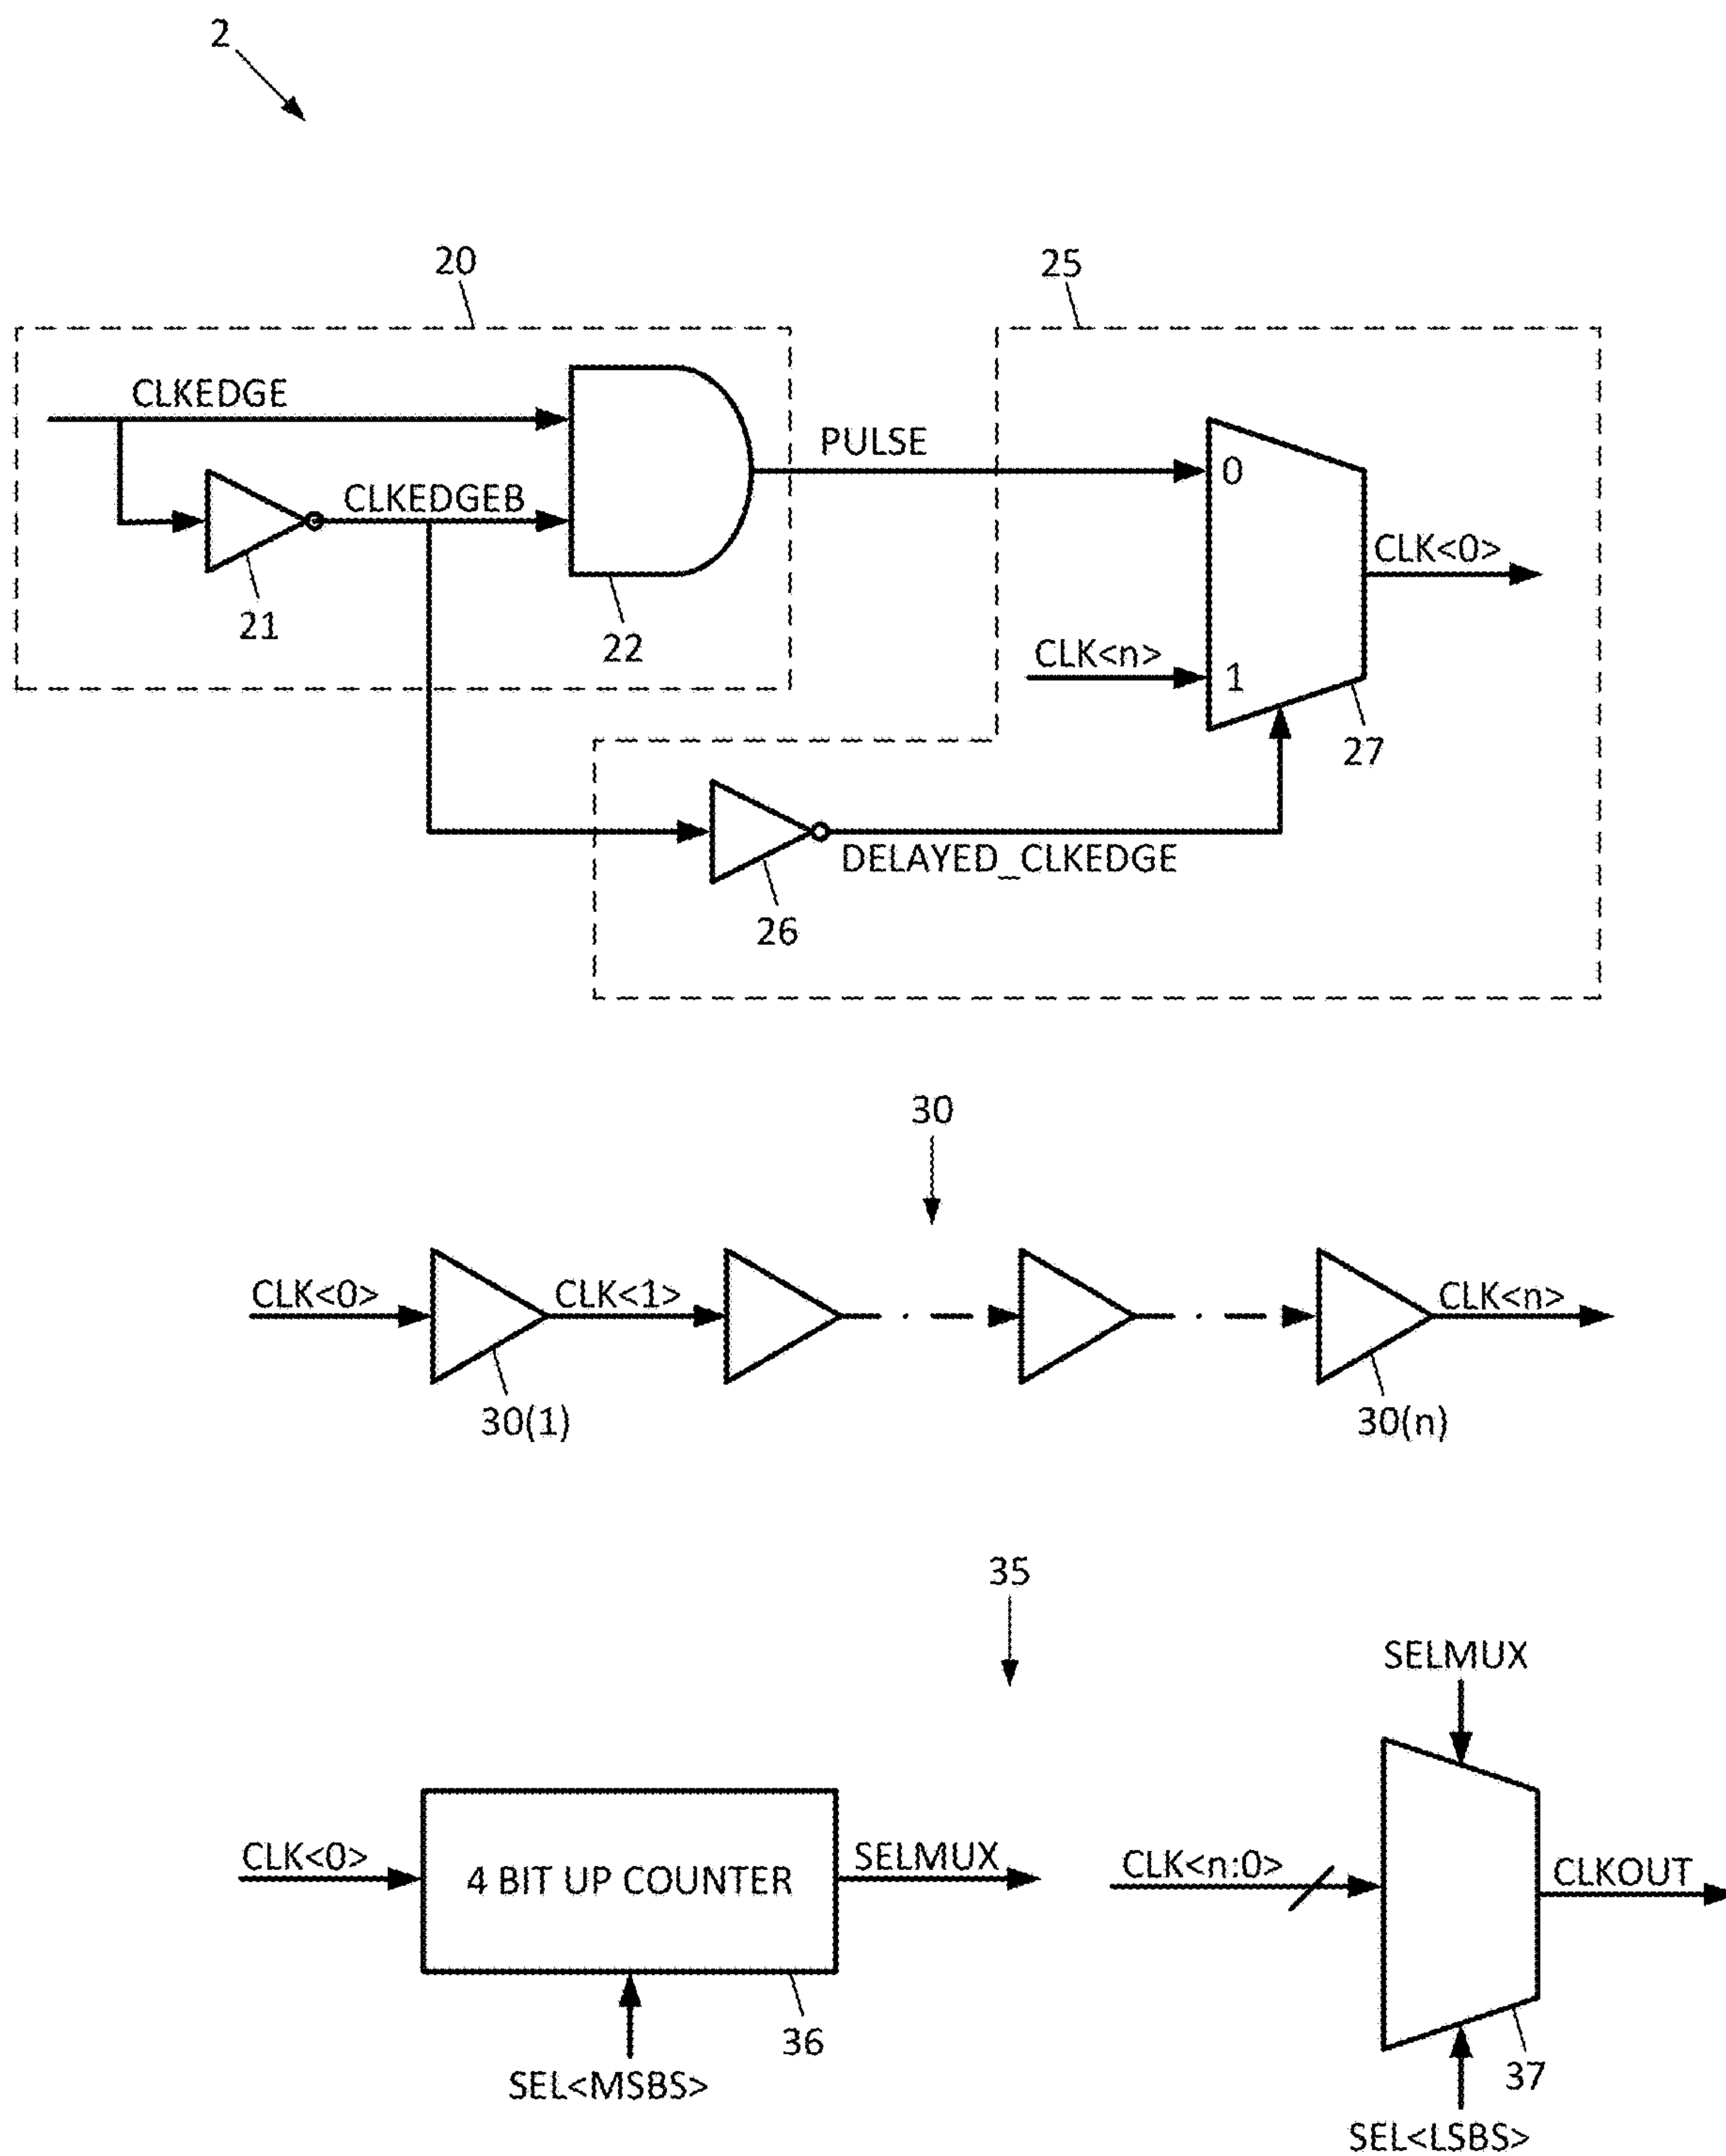 2
20
25
CLKEDGE
PULSE
0
CLKEDGEB
CLK<0>
21
22
CLK<n>
1
27
DELAYED_CLKEDGE
26
30
CLK<0>
CLK<1>
CLK<n>
30(1)
30(n)
35
SELMUX
CLK<0>
4 BIT UP COUNTER
SELMUX
CLK<n:0>
CLKOUT
36
37
SEL<MSBS>
SEL<LSBS>